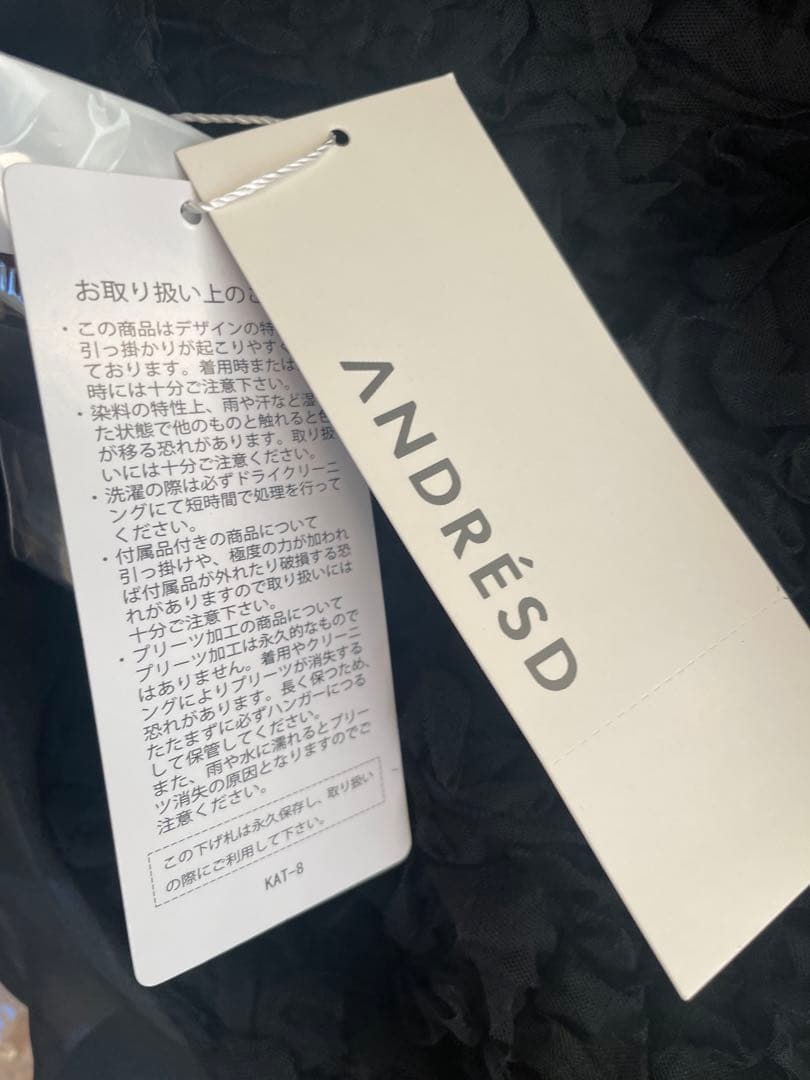 お取り扱い上のご
・この商品はデザインの特
引っ掛かりが起こりやすく
ております。着用時または
時には十分ご注意下さい。
・染料の特性上、雨や汗など湿
た状態で他のものと触れると色
が移る恐れがあります。取り扱
いには十分ご注意ください。
・洗濯の際は必ずドライクリーニ
ングにて短時間で処理を行って
ください。
・付属品付きの商品について
引っ掛けや、極度の力が加われ
ば付属品が外れたり破損する恐
れがありますので取り扱いには
十分ご注意下さい。
・プリーツ加工の商品について
プリーツ加工は永久的なもので
はありません。着用やクリーニ
ングによりプリーツが消失する
恐れがあります。長く保つため、
たたまずに必ずハンガーにつる
して保管してください。
また、雨や水に濡れるとプリー
ツ消失の原因となりますのでご
注意ください。
この下げ札は永久保存し、取り扱い
の際にご利用して下さい。
KAT-8
ANDRÉSD